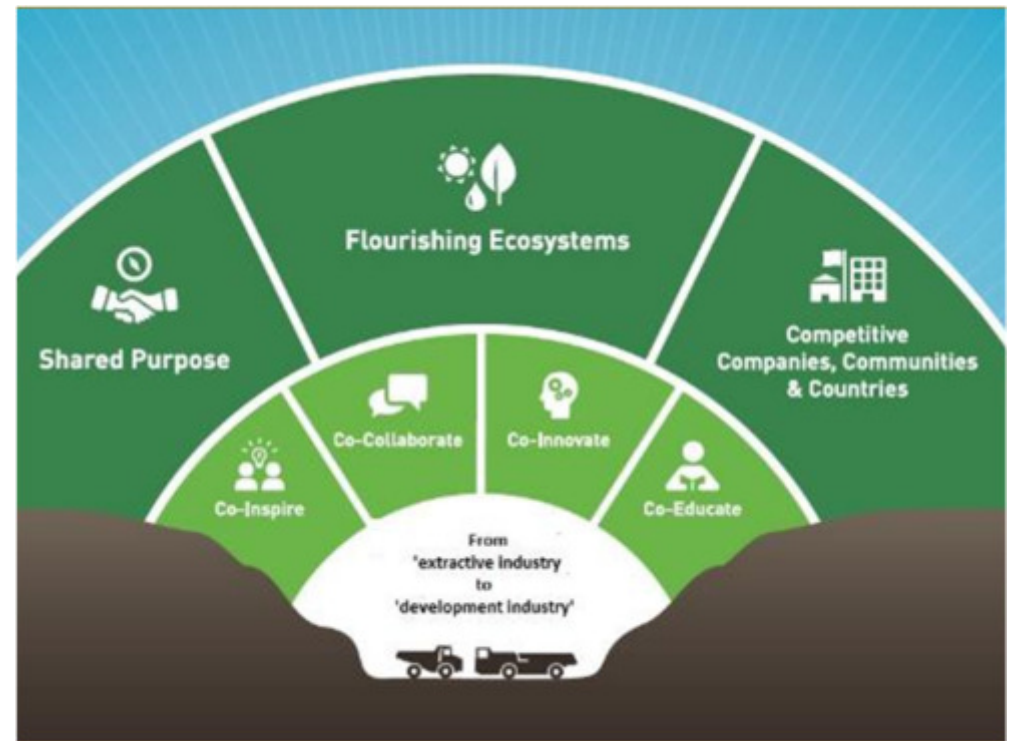 Flourishing Ecosystems
Shared Purpose
Competitive
Companies, Communities
& Countries
Co-Inspire
Co-Collaborate
Co-Innovate
Co-Educate
From
'extractive industry
to
'development industry'